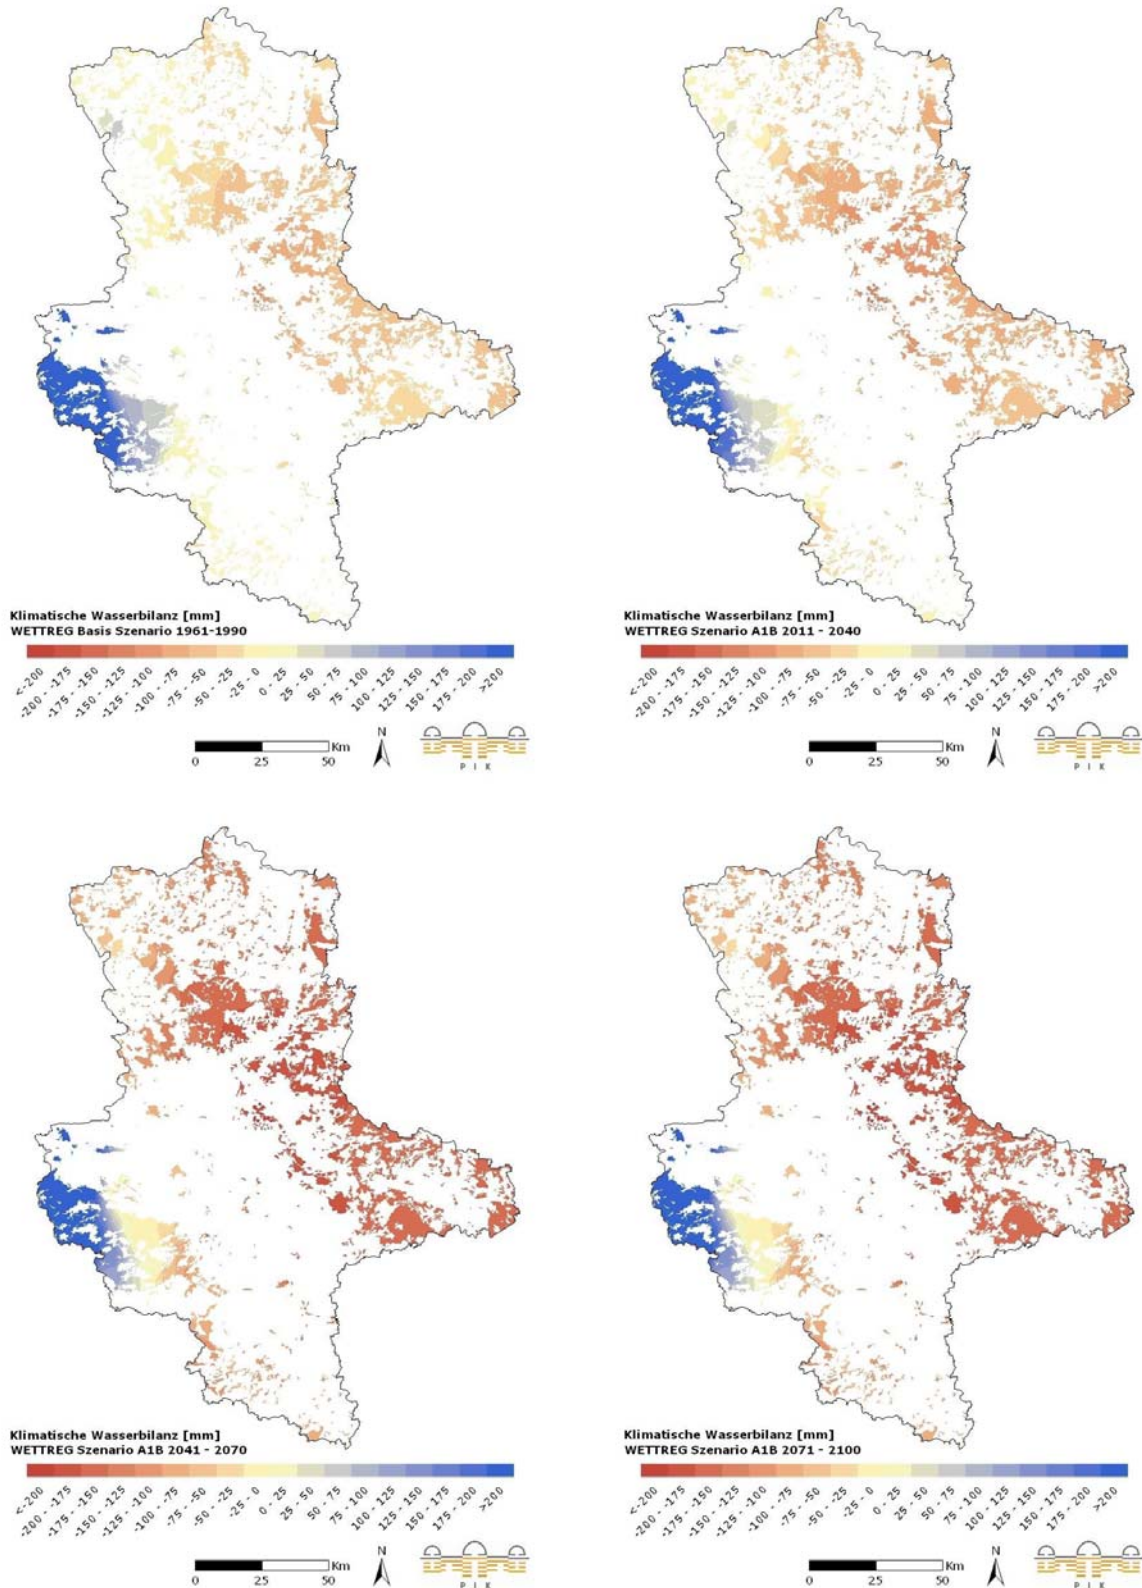 Klimatische Wasserbilanz [mm]
WETTREG Basis Szenario 1961-1990
<-200
-200 - -175
-175 - -150
-150 - -125
-125 - -100
-100 - -75
-75 - -50
-50 - -25
-25 - 0
0 - 25
25 - 50
50 - 75
75 - 100
100 - 125
125 - 150
150 - 175
175 - 200
>200
N
Km
0 25 50
P I K
Klimatische Wasserbilanz [mm]
WETTREG Szenario A1B 2011 - 2040
<-200
-200 - -175
-175 - -150
-150 - -125
-125 - -100
-100 - -75
-75 - -50
-50 - -25
-25 - 0
0 - 25
25 - 50
50 - 75
75 - 100
100 - 125
125 - 150
150 - 175
175 - 200
>200
N
Km
0 25 50
P I K
Klimatische Wasserbilanz [mm]
WETTREG Szenario A1B 2041 - 2070
<-200
-200 - -175
-175 - -150
-150 - -125
-125 - -100
-100 - -75
-75 - -50
-50 - -25
-25 - 0
0 - 25
25 - 50
50 - 75
75 - 100
100 - 125
125 - 150
150 - 175
175 - 200
>200
N
Km
0 25 50
P I K
Klimatische Wasserbilanz [mm]
WETTREG Szenario A1B 2071 - 2100
<-200
-200 - -175
-175 - -150
-150 - -125
-125 - -100
-100 - -75
-75 - -50
-50 - -25
-25 - 0
0 - 25
25 - 50
50 - 75
75 - 100
100 - 125
125 - 150
150 - 175
175 - 200
>200
N
Km
0 25 50
P I K